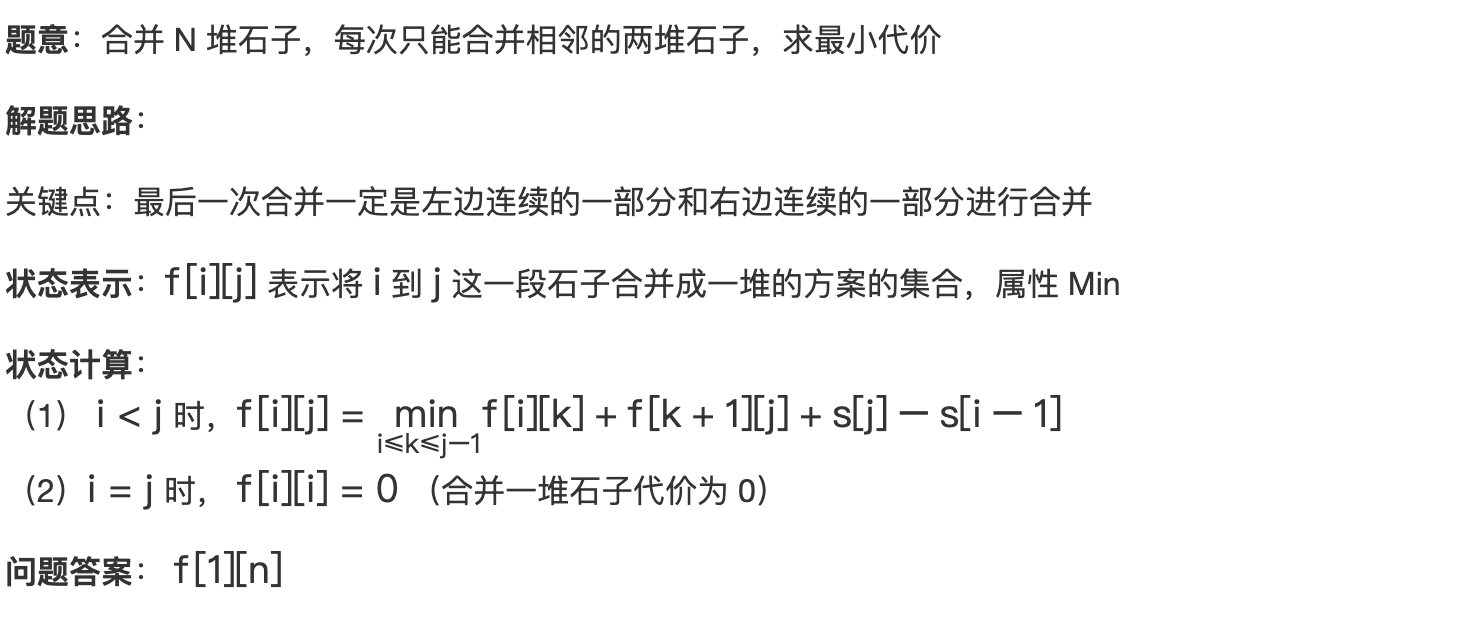 题意：合并 N 堆石子，每次只能合并相邻的两堆石子，求最小代价
解题思路：
关键点：最后一次合并一定是左边连续的一部分和右边连续的一部分进行合并
状态表示：f[i][j] 表示将 i 到 j 这一段石子合并成一堆的方案的集合，属性 Min
状态计算：
（1） i < j 时，f[i][j] = min f[i][k] + f[k + 1][j] + s[j] − s[i − 1]
i⩽k⩽j−1
（2）i = j 时， f[i][i] = 0 （合并一堆石子代价为 0）
问题答案： f[1][n]